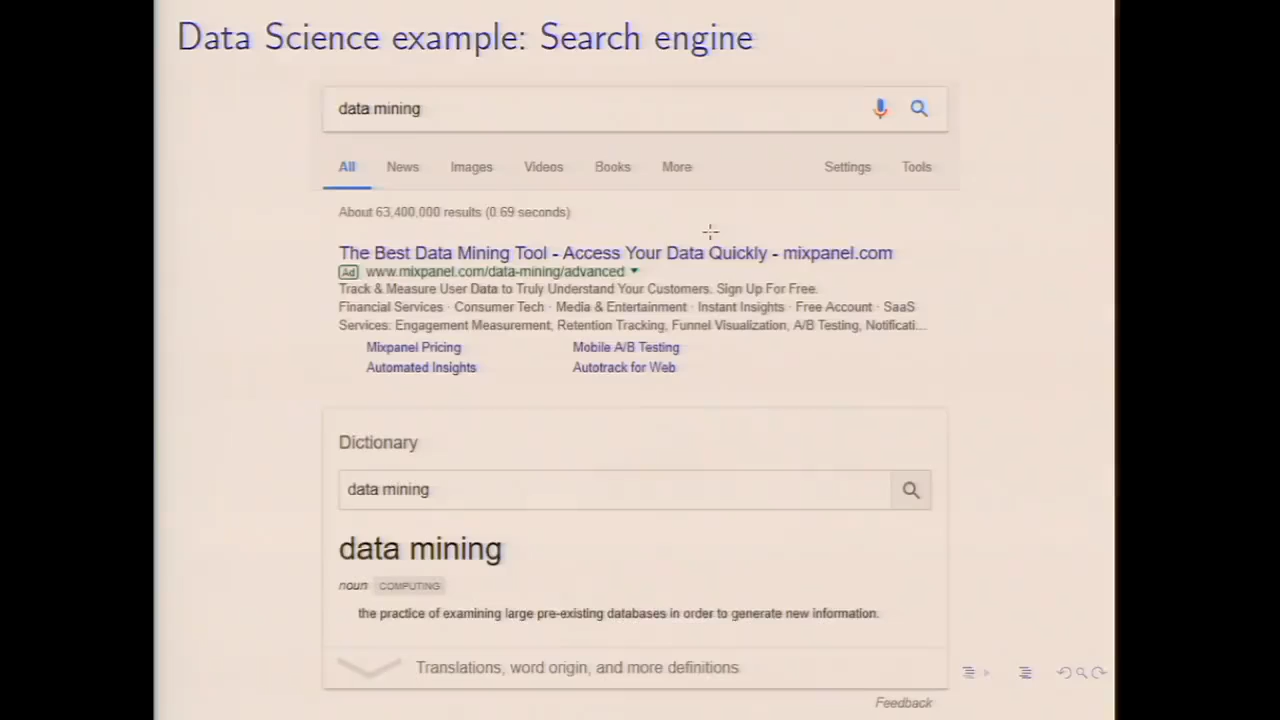 Data Science example: Search engine
data mining
All News Images Videos Books More Settings Tools
About 63,400,000 results (0.69 seconds)
The Best Data Mining Tool - Access Your Data Quickly - mixpanel.com
Ad www.mixpanel.com/data-mining/advanced
Track & Measure User Data to Truly Understand Your Customers. Sign Up For Free.
Financial Services · Consumer Tech · Media & Entertainment · Instant Insights · Free Account · SaaS
Services: Engagement Measurement, Retention Tracking, Funnel Visualization, A/B Testing, Notificati...
Mixpanel Pricing Mobile A/B Testing
Automated Insights Autotrack for Web
Dictionary
data mining
data mining
noun COMPUTING
the practice of examining large pre-existing databases in order to generate new information.
Translations, word origin, and more definitions
Feedback